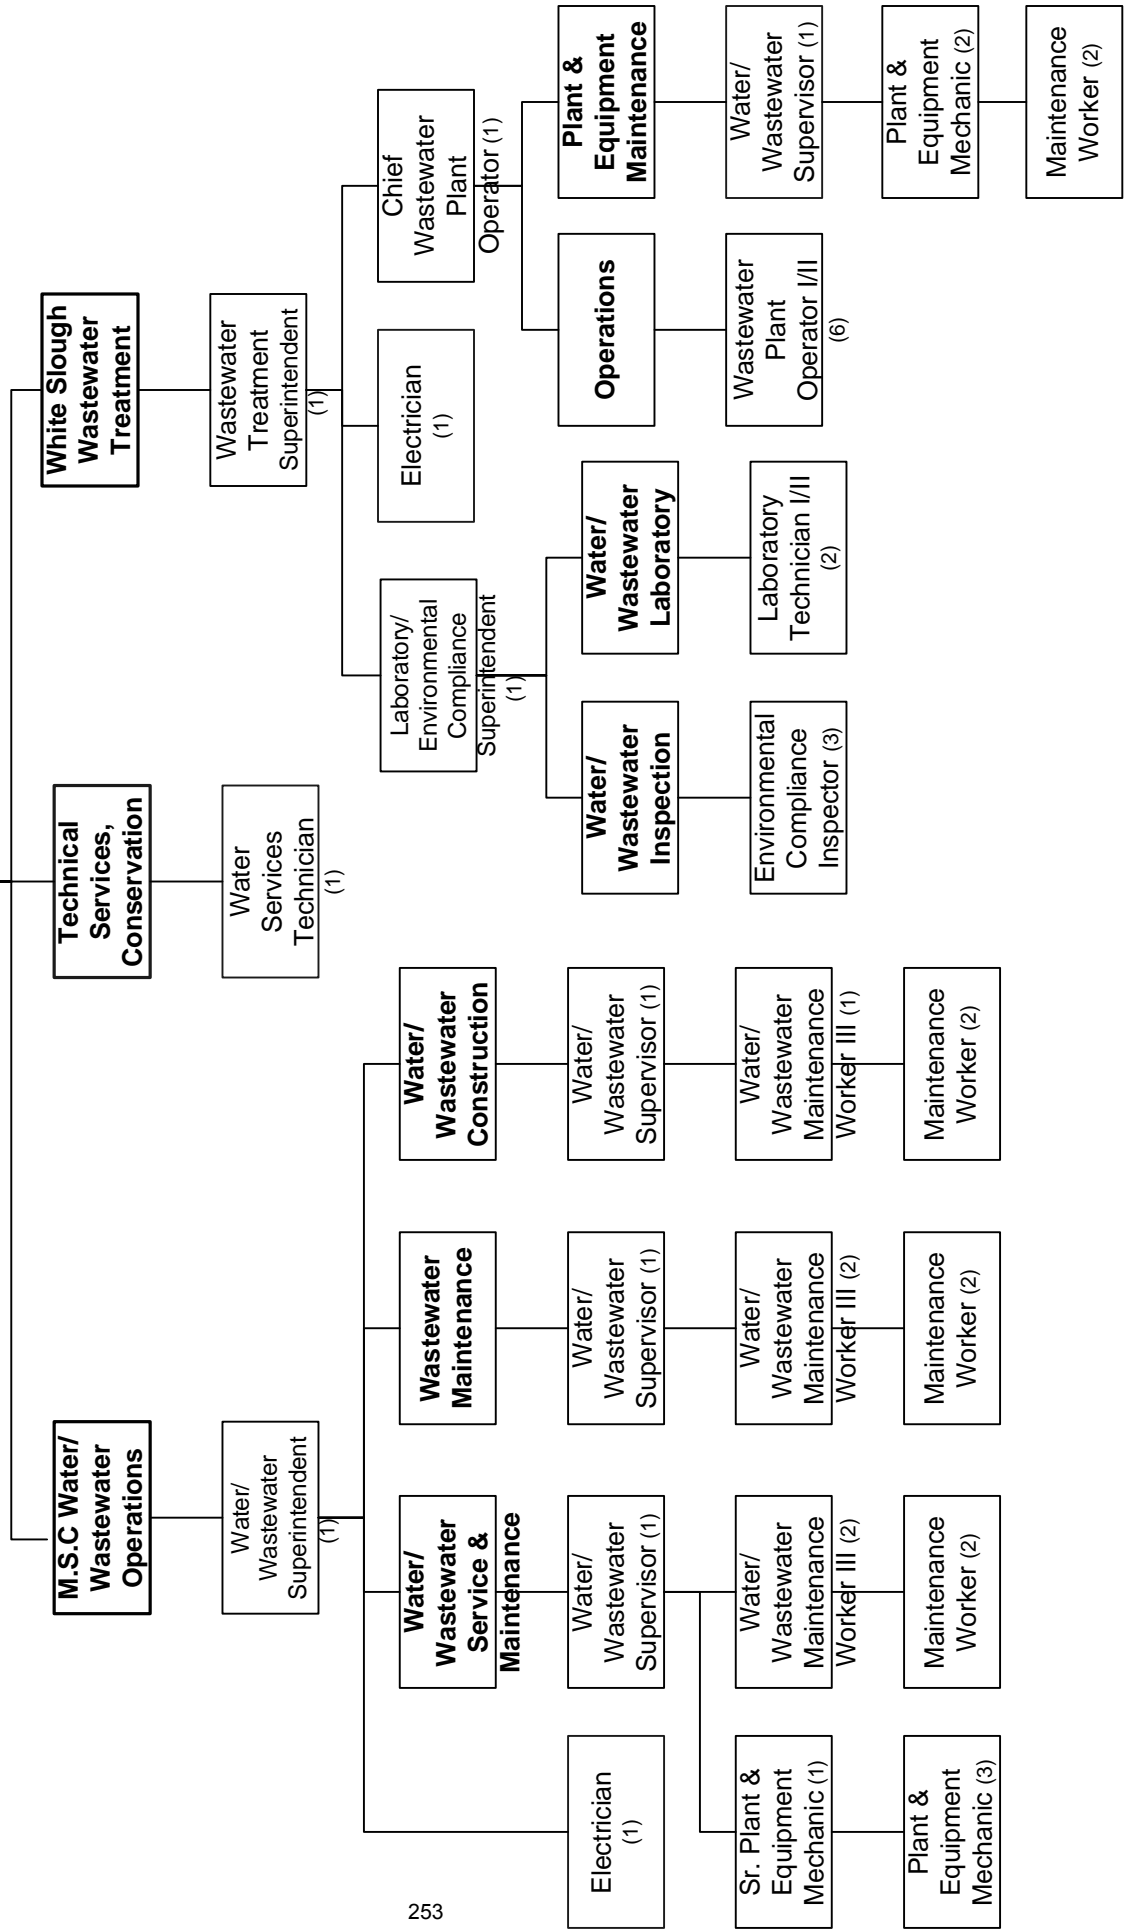 M.S.C Water/
Wastewater
Operations
Technical
Services,
Conservation
White Slough
Wastewater
Treatment
Water/
Wastewater
Superintendent
(1)
Water
Services
Technician
(1)
Wastewater
Treatment
Superintendent
(1)
Electrician
(1)
Water/
Wastewater
Service &
Maintenance
Wastewater
Maintenance
Water/
Wastewater
Construction
Water/
Wastewater
Supervisor (1)
Water/
Wastewater
Supervisor (1)
Water/
Wastewater
Supervisor (1)
Sr. Plant &
Equipment
Mechanic (1)
Water/
Wastewater
Maintenance
Worker III (2)
Water/
Wastewater
Maintenance
Worker III (2)
Water/
Wastewater
Maintenance
Worker III (1)
Plant &
Equipment
Mechanic (3)
Maintenance
Worker (2)
Maintenance
Worker (2)
Maintenance
Worker (2)
Laboratory/
Environmental
Compliance
Superintendent
(1)
Electrician
(1)
Chief
Wastewater
Plant
Operator (1)
Water/
Wastewater
Inspection
Water/
Wastewater
Laboratory
Operations
Plant &
Equipment
Maintenance
Environmental
Compliance
Inspector (3)
Laboratory
Technician I/II
(2)
Wastewater
Plant
Operator I/II
(6)
Water/
Wastewater
Supervisor (1)
Plant &
Equipment
Mechanic (2)
Maintenance
Worker (2)
253